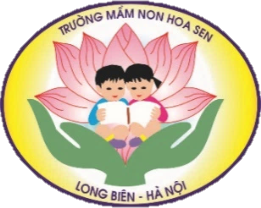 TRƯỜNG MẦM NON HOA SEN
LONG BIÊN - HÀ NỘI